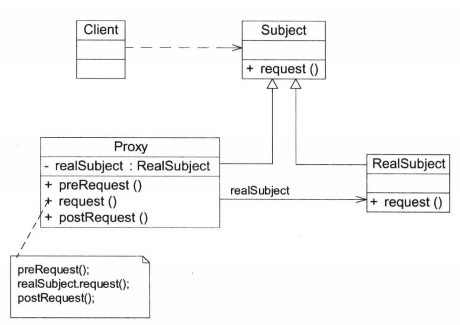 Client
Subject
+ request ()
Proxy
- realSubject : RealSubject
+ preRequest ()
+ request ()
+ postRequest ()
realSubject
RealSubject
+ request ()
preRequest();
realSubject.request();
postRequest();